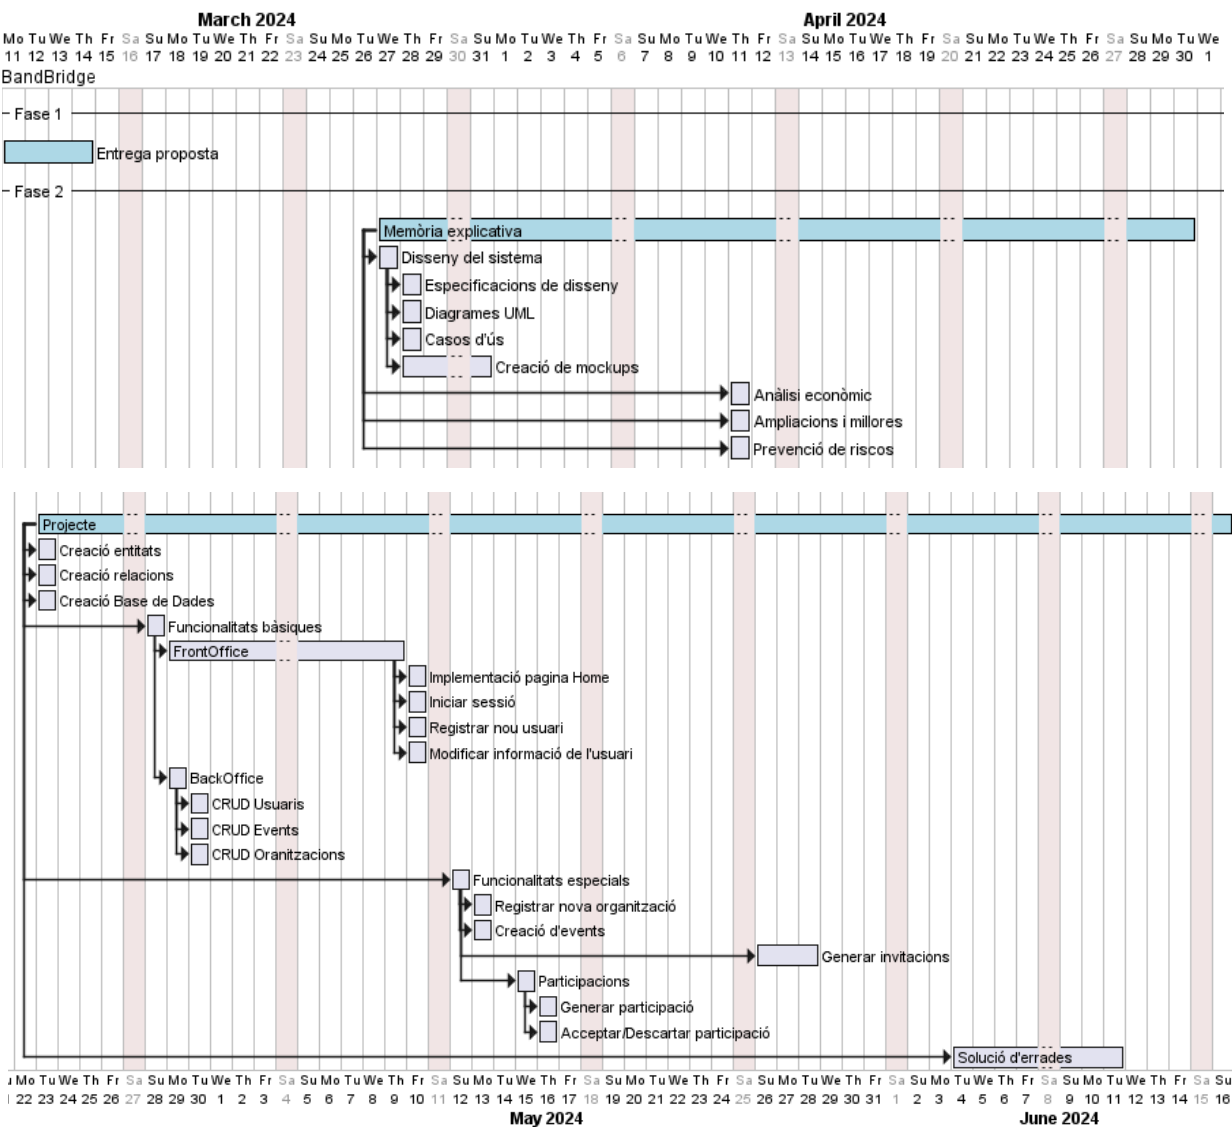 March 2024 April 2024
Mo Tu We Th Fr Sa Su Mo Tu We Th Fr Sa Su Mo Tu We Th Fr Sa Su Mo Tu We Th Fr Sa Su Mo Tu We Th Fr Sa Su Mo Tu We Th Fr Sa Su Mo Tu We Th Fr Sa Su Mo Tu We
11 12 13 14 15 16 17 18 19 20 21 22 23 24 25 26 27 28 29 30 31 1 2 3 4 5 6 7 8 9 10 11 12 13 14 15 16 17 18 19 20 21 22 23 24 25 26 27 28 29 30 1
BandBridge
Fase 1
Entrega proposta
Fase 2
Memòria explicativa
Disseny del sistema
Especificacions de disseny
Diagrames UML
Casos d'ús
Creació de mockups
Anàlisi econòmic
Ampliacions i millores
Prevenció de riscos
Projecte
Creació entitats
Creació relacions
Creació Base de Dades
Funcionalitats bàsiques
FrontOffice
Implementació pagina Home
Iniciar sessió
Registrar nou usuari
Modificar informació de l'usuari
BackOffice
CRUD Usuaris
CRUD Events
CRUD Oranitzacions
Funcionalitats especials
Registrar nova organització
Creació d'events
Generar invitacions
Participacions
Generar participació
Acceptar/Descartar participació
Solució d'errades
Mo Tu We Th Fr Sa Su Mo Tu We Th Fr Sa Su Mo Tu We Th Fr Sa Su Mo Tu We Th Fr Sa Su Mo Tu We Th Fr Sa Su Mo Tu We Th Fr Sa Su Mo Tu We Th Fr Sa Su Mo Tu We Th Fr Sa Su
22 23 24 25 26 27 28 29 30 1 2 3 4 5 6 7 8 9 10 11 12 13 14 15 16 17 18 19 20 21 22 23 24 25 26 27 28 29 30 31 1 2 3 4 5 6 7 8 9 10 11 12 13 14 15 16
May 2024 June 2024